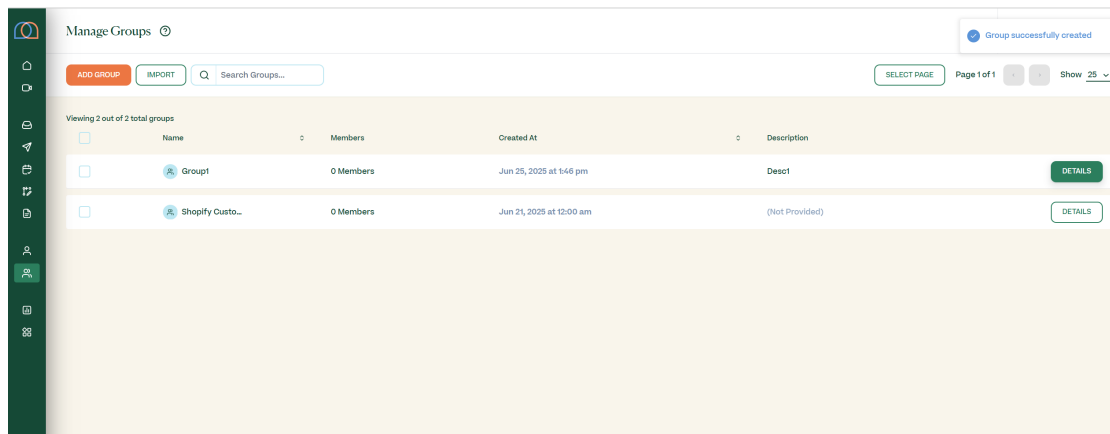 Manage Groups
Group successfully created
ADD GROUP IMPORT Search Groups... SELECT PAGE Page 1 of 1 Show 25
Viewing 2 out of 2 total groups
Name Members Created At Description
Group1 0 Members Jun 25, 2025 at 1:46 pm Desc1 DETAILS
Shopify Custo... 0 Members Jun 21, 2025 at 12:00 am (Not Provided) DETAILS